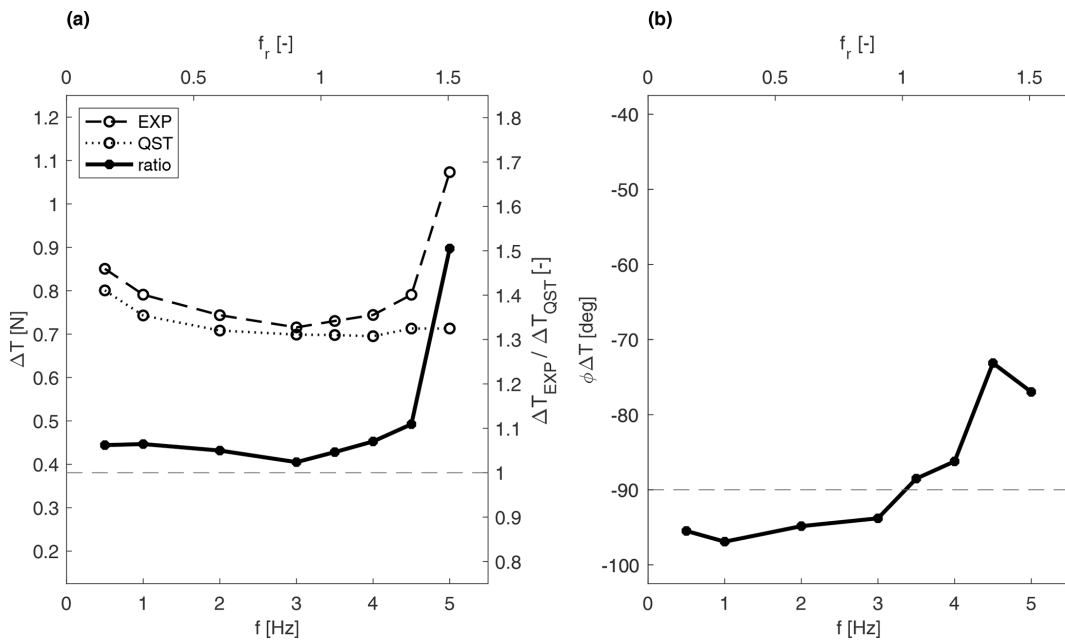 (a)
f_r [-]
0 0.5 1 1.5
EXP
QST
ratio
1.2
1.1
1
0.9
0.8
0.7
0.6
0.5
0.4
0.3
0.2
ΔT [N]
1.8
1.7
1.6
1.5
1.4
1.3
1.2
1.1
1
0.9
0.8
ΔT_EXP / ΔT_QST [-]
0 1 2 3 4 5
f [Hz]
(b)
f_r [-]
0 0.5 1 1.5
-40
-50
-60
-70
-80
-90
-100
ϕ ΔT [deg]
0 1 2 3 4 5
f [Hz]